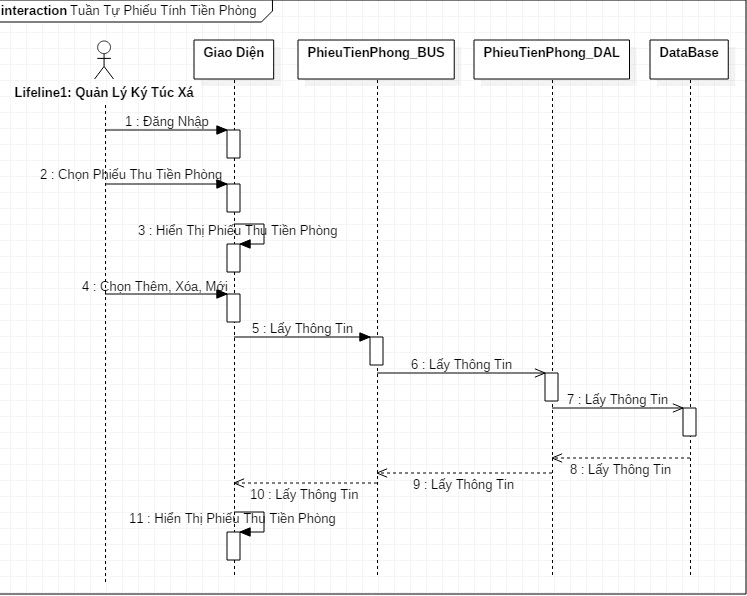 interaction Tuần Tự Phiếu Tính Tiền Phòng
Giao Diện
PhieuTienPhong_BUS
PhieuTienPhong_DAL
DataBase
Lifeline1: Quản Lý Ký Túc Xá
1 : Đăng Nhập
2 : Chọn Phiếu Thu Tiền Phòng
3 : Hiển Thị Phiếu Thu Tiền Phòng
4 : Chọn Thêm, Xóa, Mới
5 : Lấy Thông Tin
6 : Lấy Thông Tin
7 : Lấy Thông Tin
8 : Lấy Thông Tin
9 : Lấy Thông Tin
10 : Lấy Thông Tin
11 : Hiển Thị Phiếu Thu Tiền Phòng